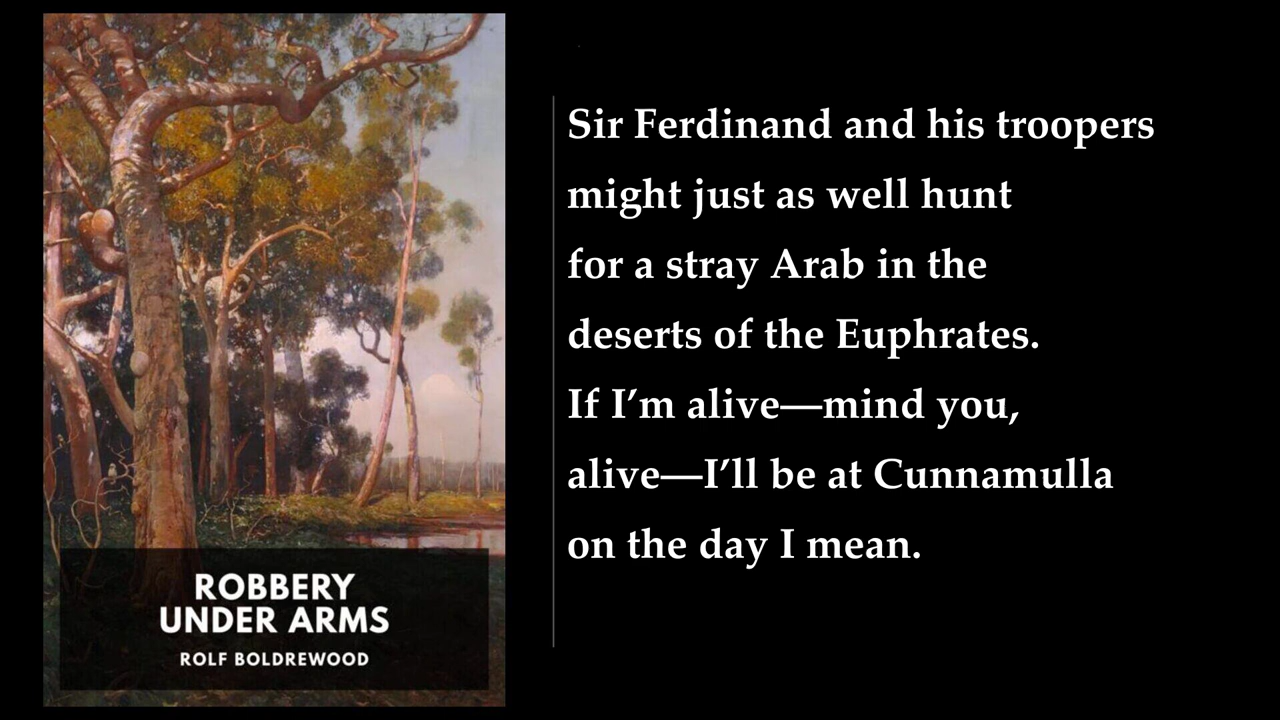 Sir Ferdinand and his troopers
might just as well hunt
for a stray Arab in the
deserts of the Euphrates.
If I’m alive—mind you,
alive—I’ll be at Cunnamulla
on the day I mean.
ROBBERY
UNDER ARMS
ROLF BOLDREWOOD